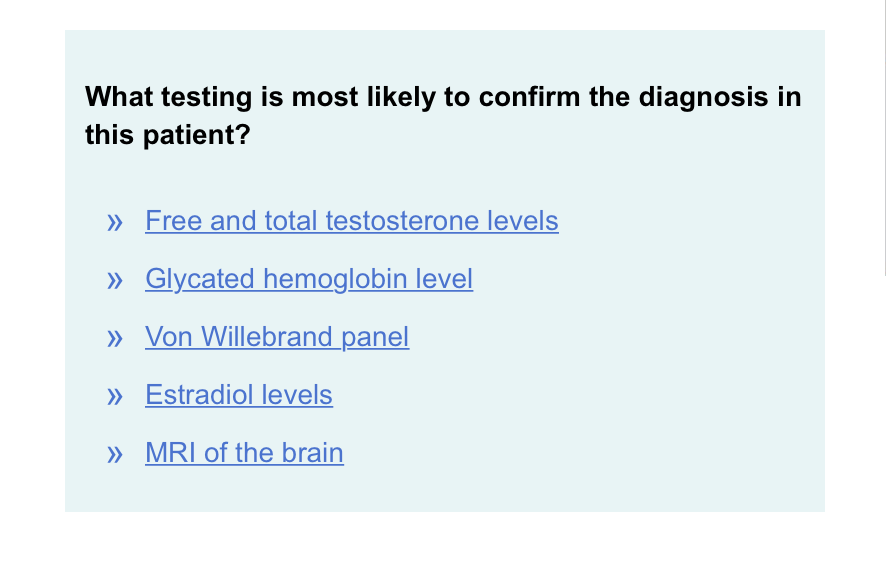 What testing is most likely to confirm the diagnosis in
this patient?
» Free and total testosterone levels
» Glycated hemoglobin level
» Von Willebrand panel
» Estradiol levels
» MRI of the brain